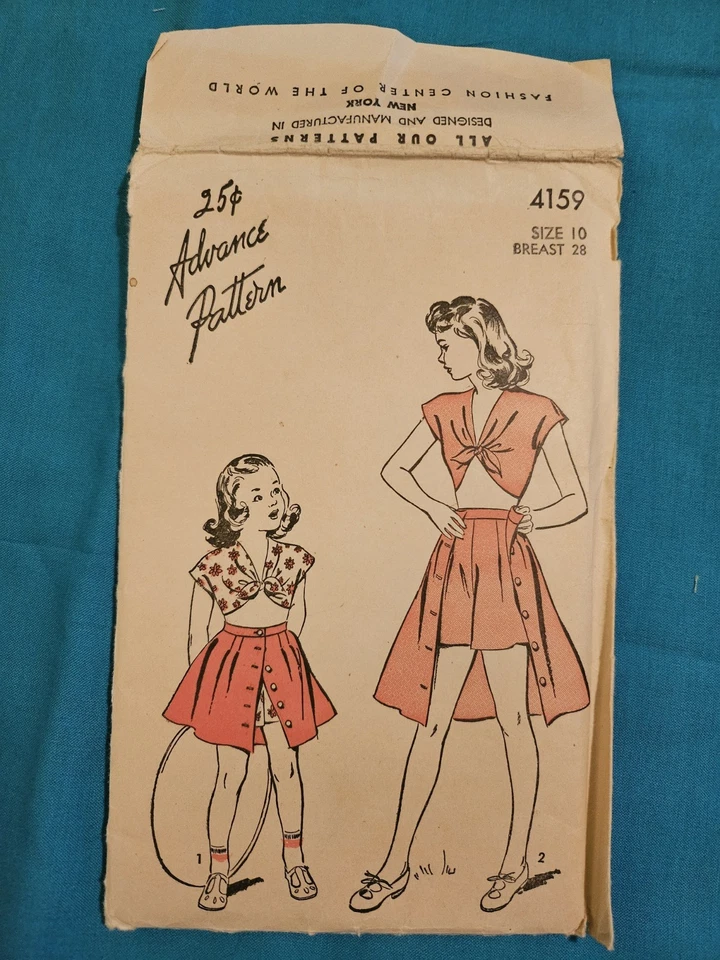 ALL OUR PATTERNS
DESIGNED AND MANUFACTURED IN
NEW YORK
FASHION CENTER OF THE WORLD
25¢
Advance
Pattern
4159
SIZE 10
BREAST 28
1
2